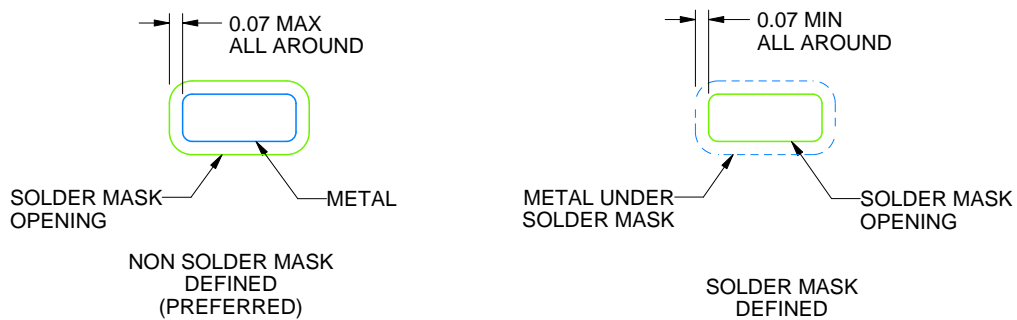 0.07 MAX
ALL AROUND
SOLDER MASK
OPENING
METAL
NON SOLDER MASK
DEFINED
(PREFERRED)
0.07 MIN
ALL AROUND
METAL UNDER
SOLDER MASK
SOLDER MASK
OPENING
SOLDER MASK
DEFINED